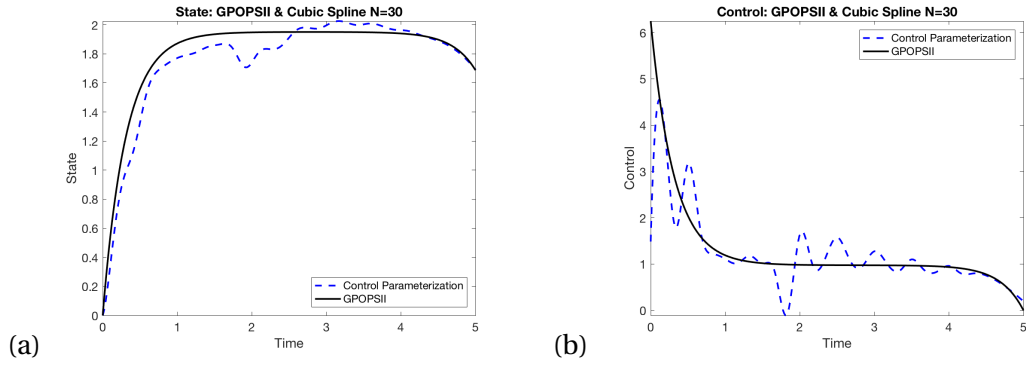 State: GPOPSII & Cubic Spline N=30
2
1.8
1.6
1.4
1.2
1
0.8
0.6
0.4
0.2
0
State
0 1 2 3 4 5
Time
Control Parameterization
GPOPSII
(a)
Control: GPOPSII & Cubic Spline N=30
6
5
4
3
2
1
0
Control
0 1 2 3 4 5
Time
Control Parameterization
GPOPSII
(b)